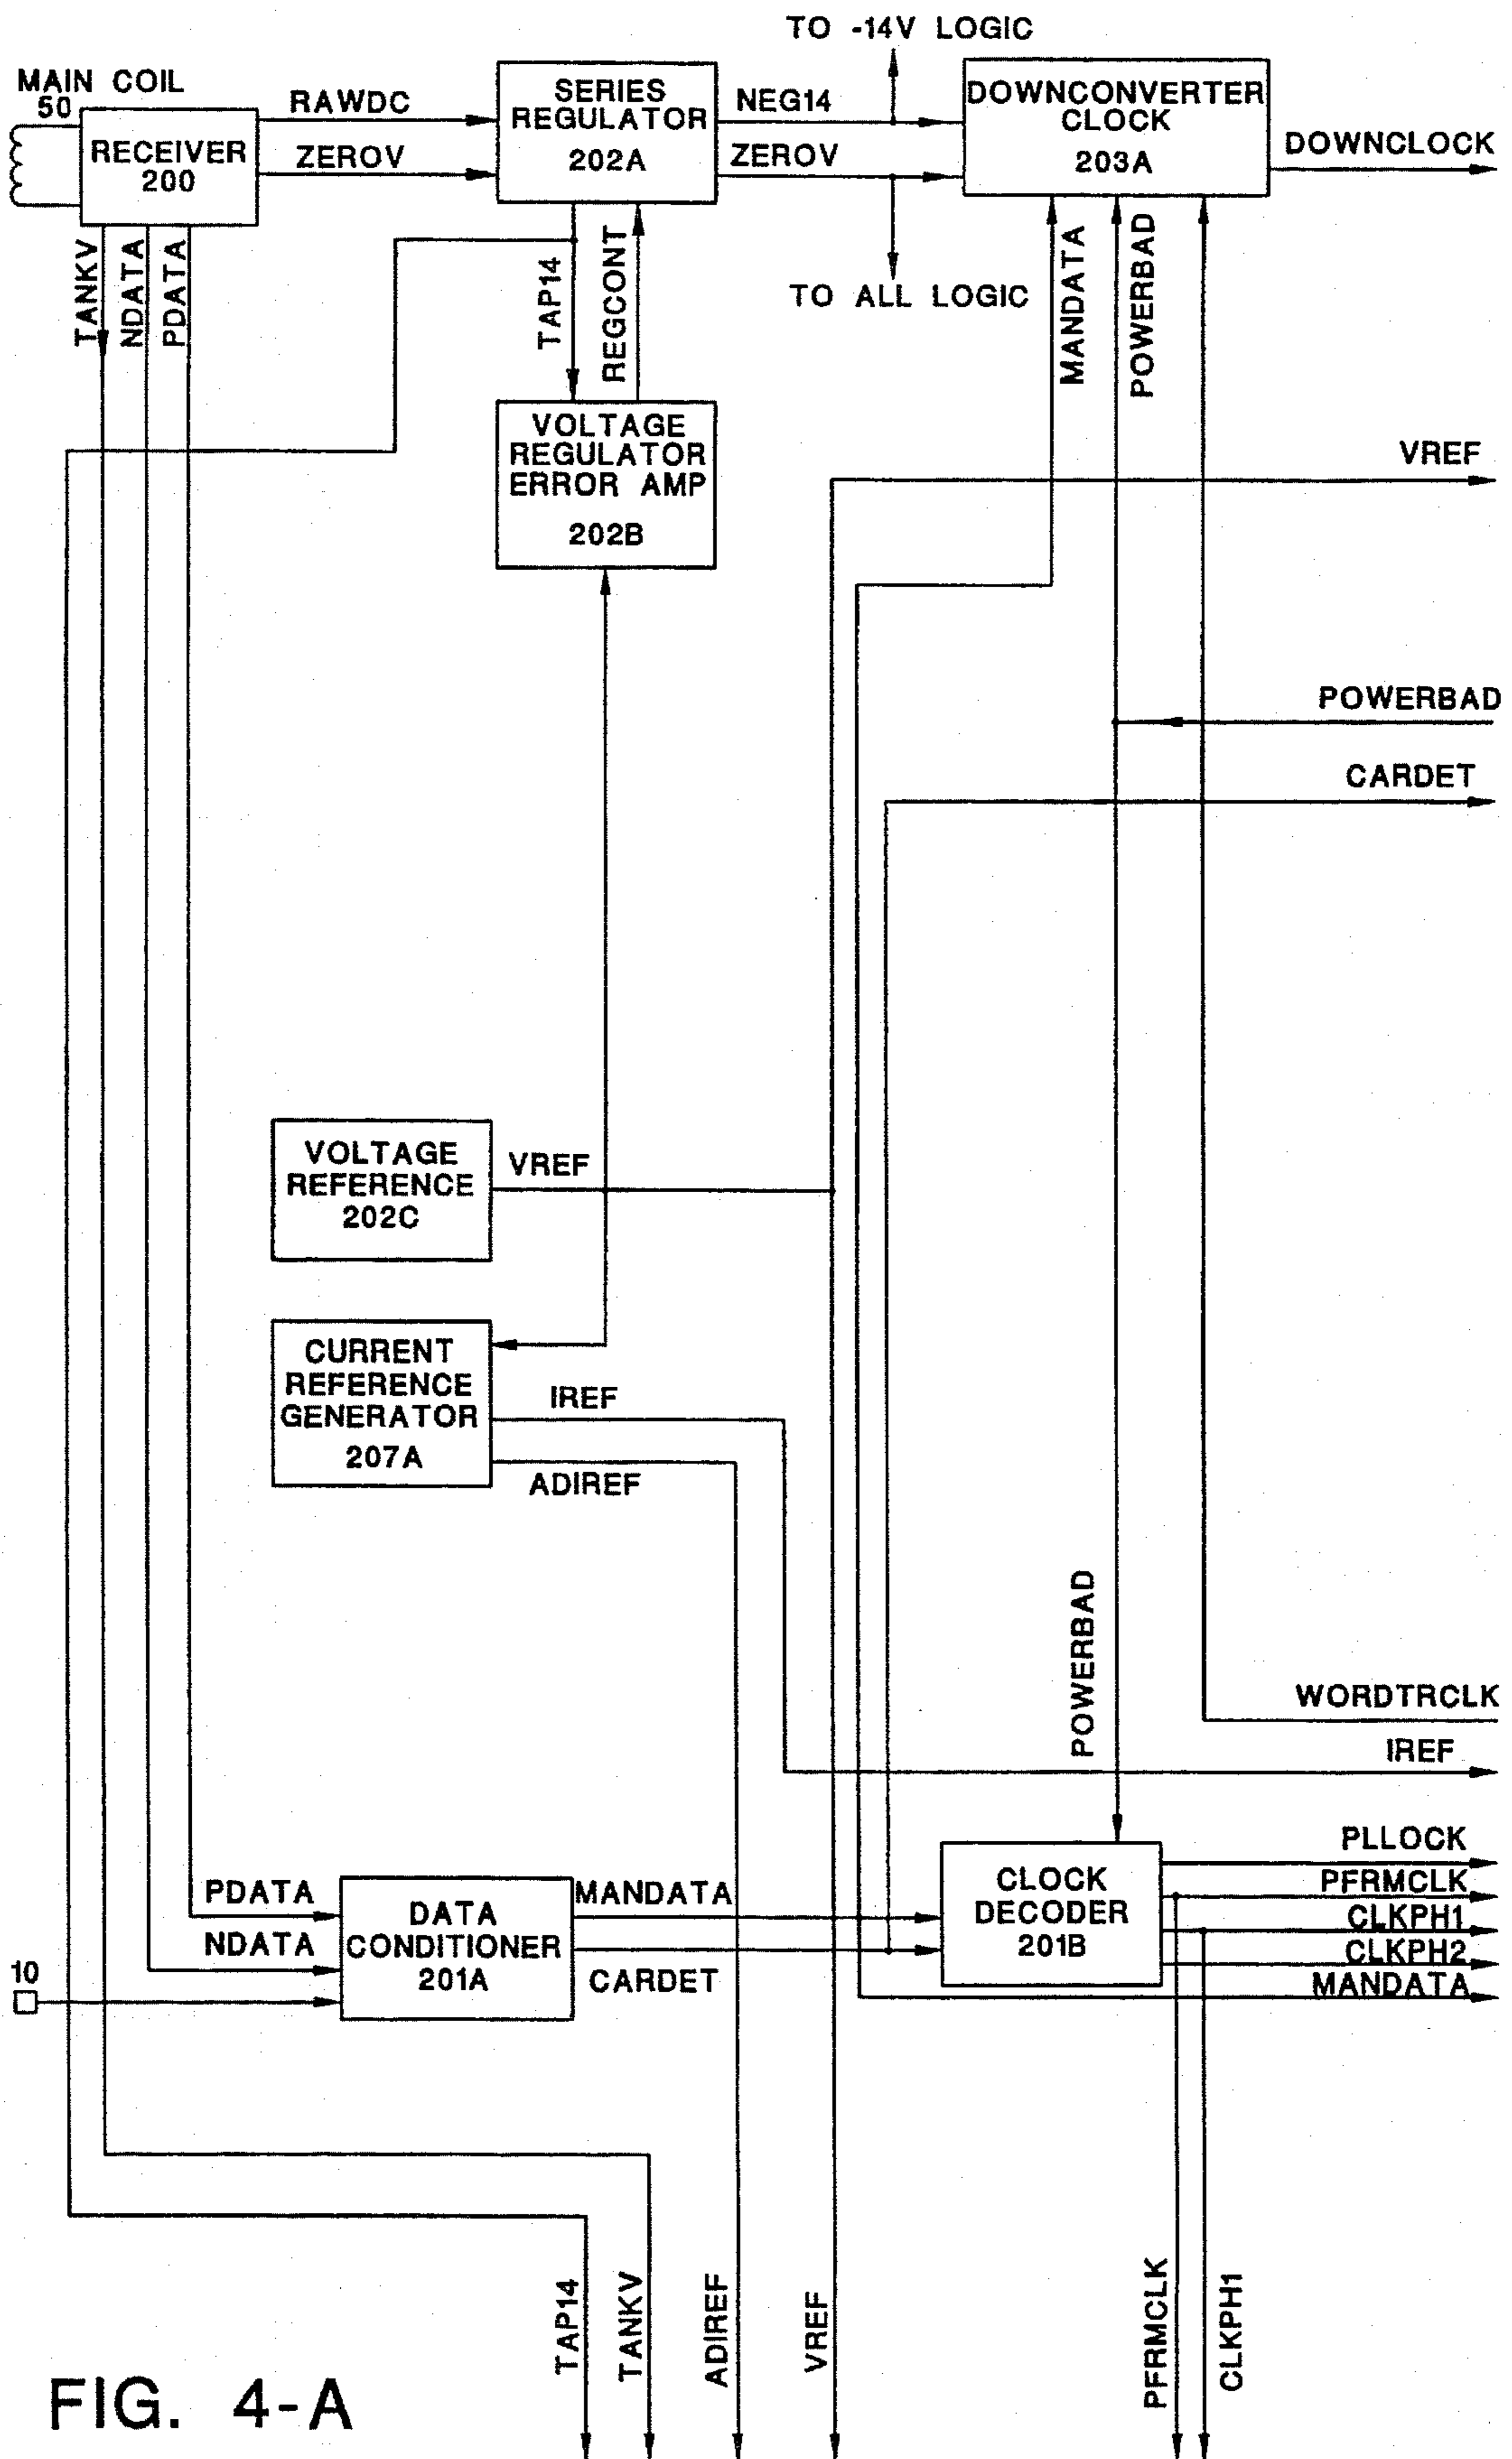 TO -14V LOGIC
MAIN COIL
50
RECEIVER
200
RAWDC
ZEROV
SERIES
REGULATOR
202A
NEG14
ZEROV
DOWNCONVERTER
CLOCK
203A
DOWNCLOCK
TANKV
NDATA
PDATA
TAP14
REGCONT
TO ALL LOGIC
MANDATA
POWERBAD
VOLTAGE
REGULATOR
ERROR AMP
202B
VREF
POWERBAD
CARDET
VOLTAGE
REFERENCE
202C
VREF
CURRENT
REFERENCE
GENERATOR
207A
IREF
ADIREF
POWERBAD
WORDTRCLK
IREF
PDATA
NDATA
10
DATA
CONDITIONER
201A
MANDATA
CARDET
CLOCK
DECODER
201B
PLLOCK
PFRMCLK
CLKPH1
CLKPH2
MANDATA
TAP14
TANKV
ADIREF
VREF
PFRMCLK
CLKPH1
FIG. 4-A